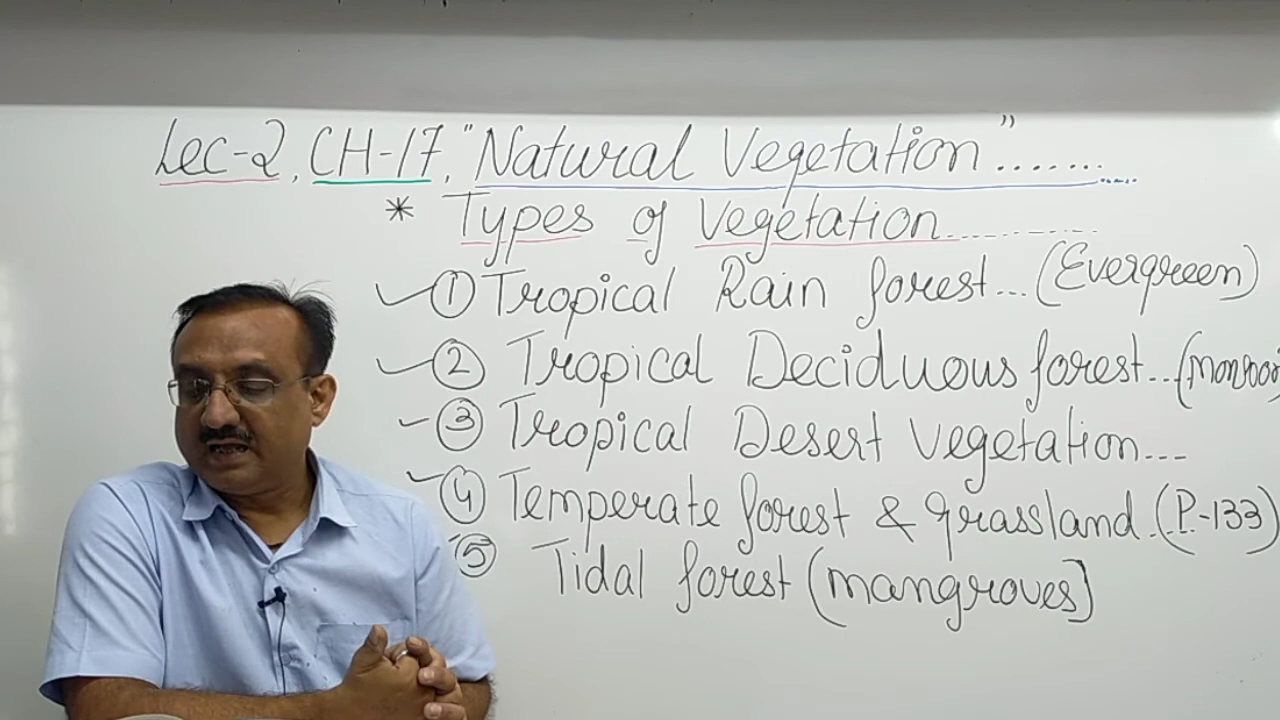 Lec-2, CH-17, "Natural Vegetation".......
* Types of Vegetation............
① Tropical Rain forest...(Evergreen)
② Tropical Deciduous forest...(monsoon
③ Tropical Desert Vegetation---
④ Temperate forest & grassland.(P.-133)
⑤ Tidal forest (mangroves]